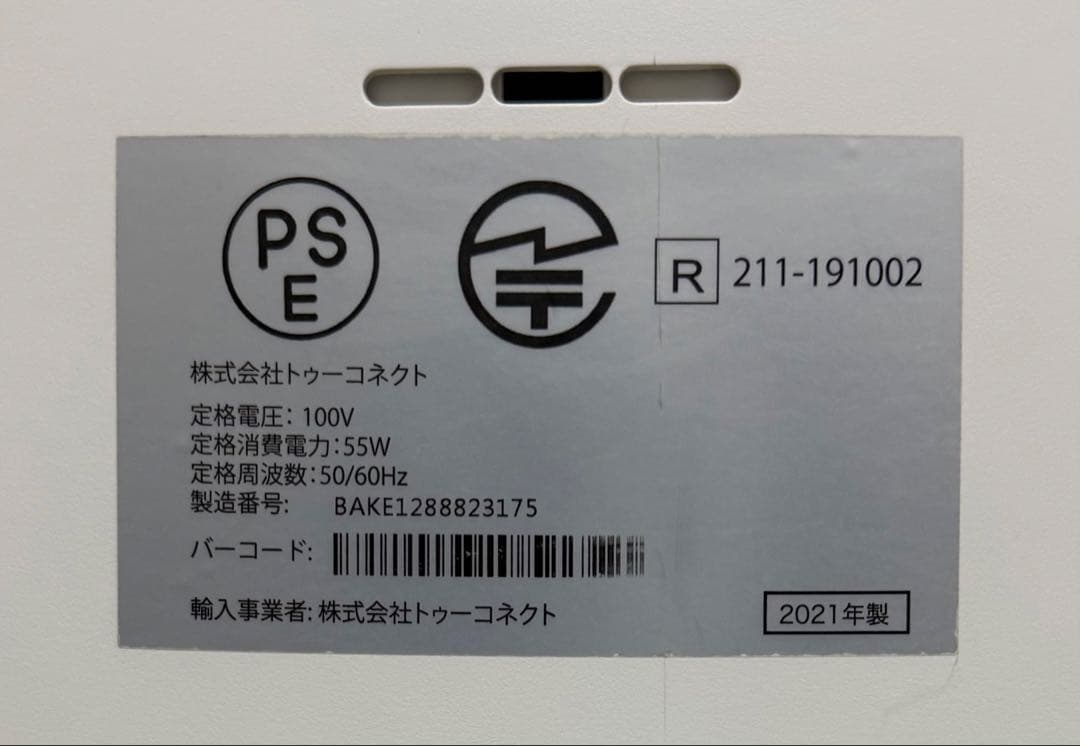 PS
E
R 211-191002
株式会社トゥーコネクト
定格電圧: 100V
定格消費電力:55W
定格周波数:50/60Hz
製造番号: BAKE1288823175
バーコード:
輸入事業者: 株式会社トゥーコネクト
2021年製